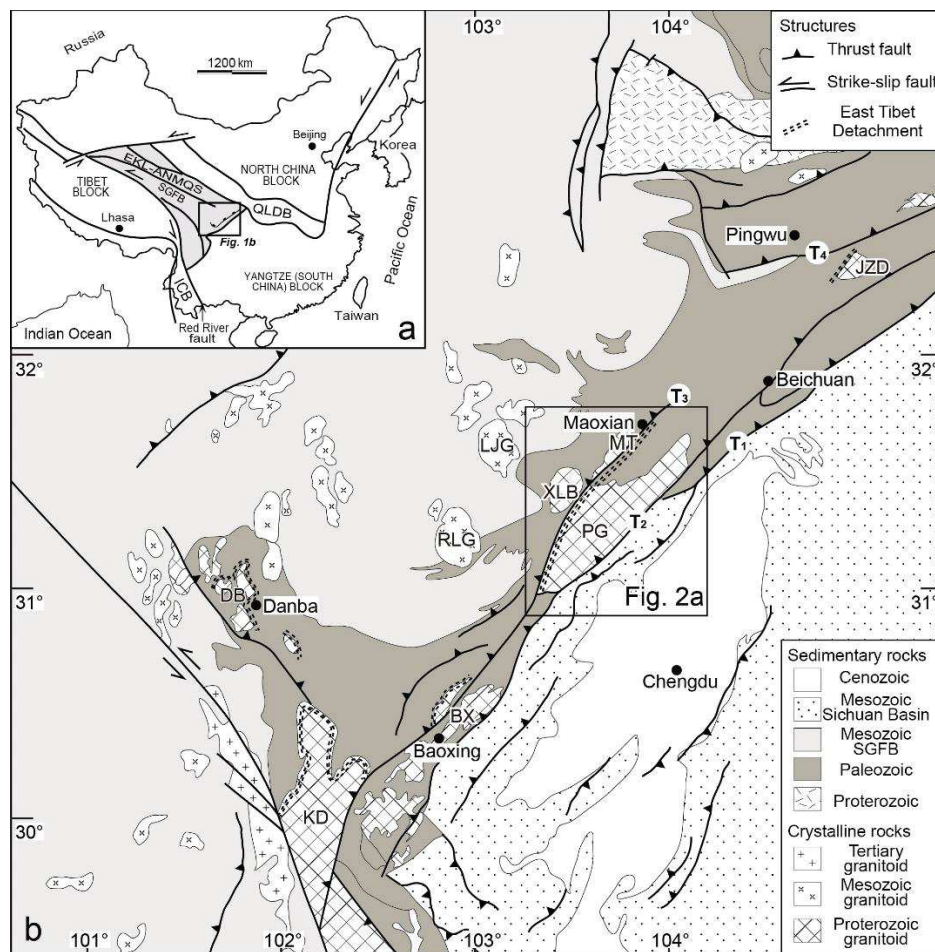 103°
104°
Russia
1200 km
Beijing
Korea
NORTH CHINA
BLOCK
TIBET
BLOCK
EKL-ANMQS
SGFB
QLDB
Lhasa
Fig. 1b
YANGTZE (SOUTH
CHINA) BLOCK
Pacific Ocean
ICB
Taiwan
Red River
fault
Indian Ocean
a
Structures
Thrust fault
Strike-slip fault
East Tibet
Detachment
Pingwu
T4
JZD
32°
32°
Beichuan
T3
Maoxian
MT
T1
LJG
XLB
T2
PG
RLG
31°
31°
DB
Danba
Fig. 2a
Chengdu
BX
Baoxing
KD
30°
Sedimentary rocks
Cenozoic
Mesozoic
Sichuan Basin
Mesozoic
SGFB
Paleozoic
Proterozoic
Crystalline rocks
Tertiary
granitoid
Mesozoic
granitoid
Proterozoic
granitoid
b
101°
102°
103°
104°